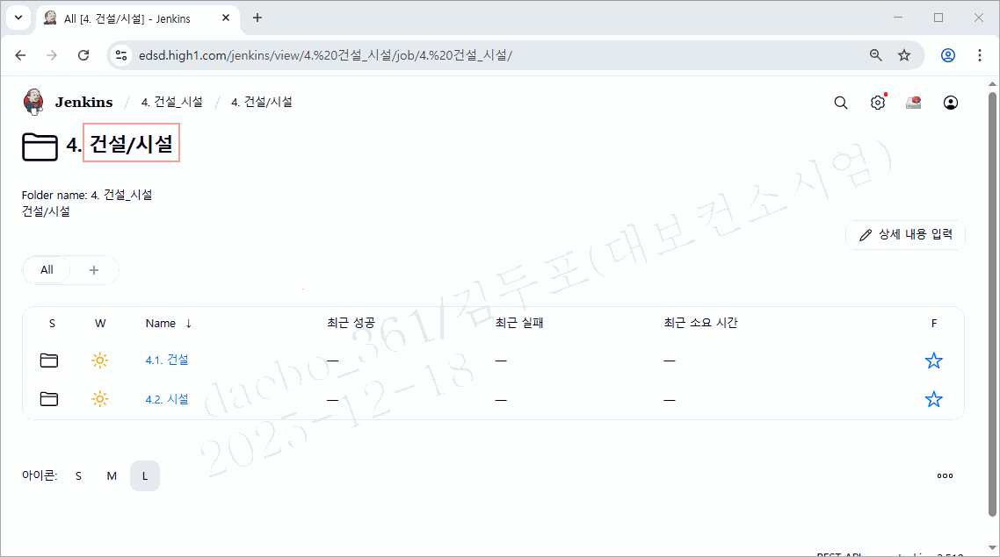 All [4. 건설/시설] - Jenkins
edsd.high1.com/jenkins/view/4.%20건설_시설/job/4.%20건설_시설/
Jenkins / 4. 건설_시설 / 4. 건설/시설
4. 건설/시설
Folder name: 4. 건설_시설
건설/시설
상세 내용 입력
All +
S W Name ↓ 최근 성공 최근 실패 최근 소요 시간 F
4.1. 건설 — — —
4.2. 시설 — — —
아이콘: S M L
daebo_361/김두포(대보컨소시엄)
2025-12-18